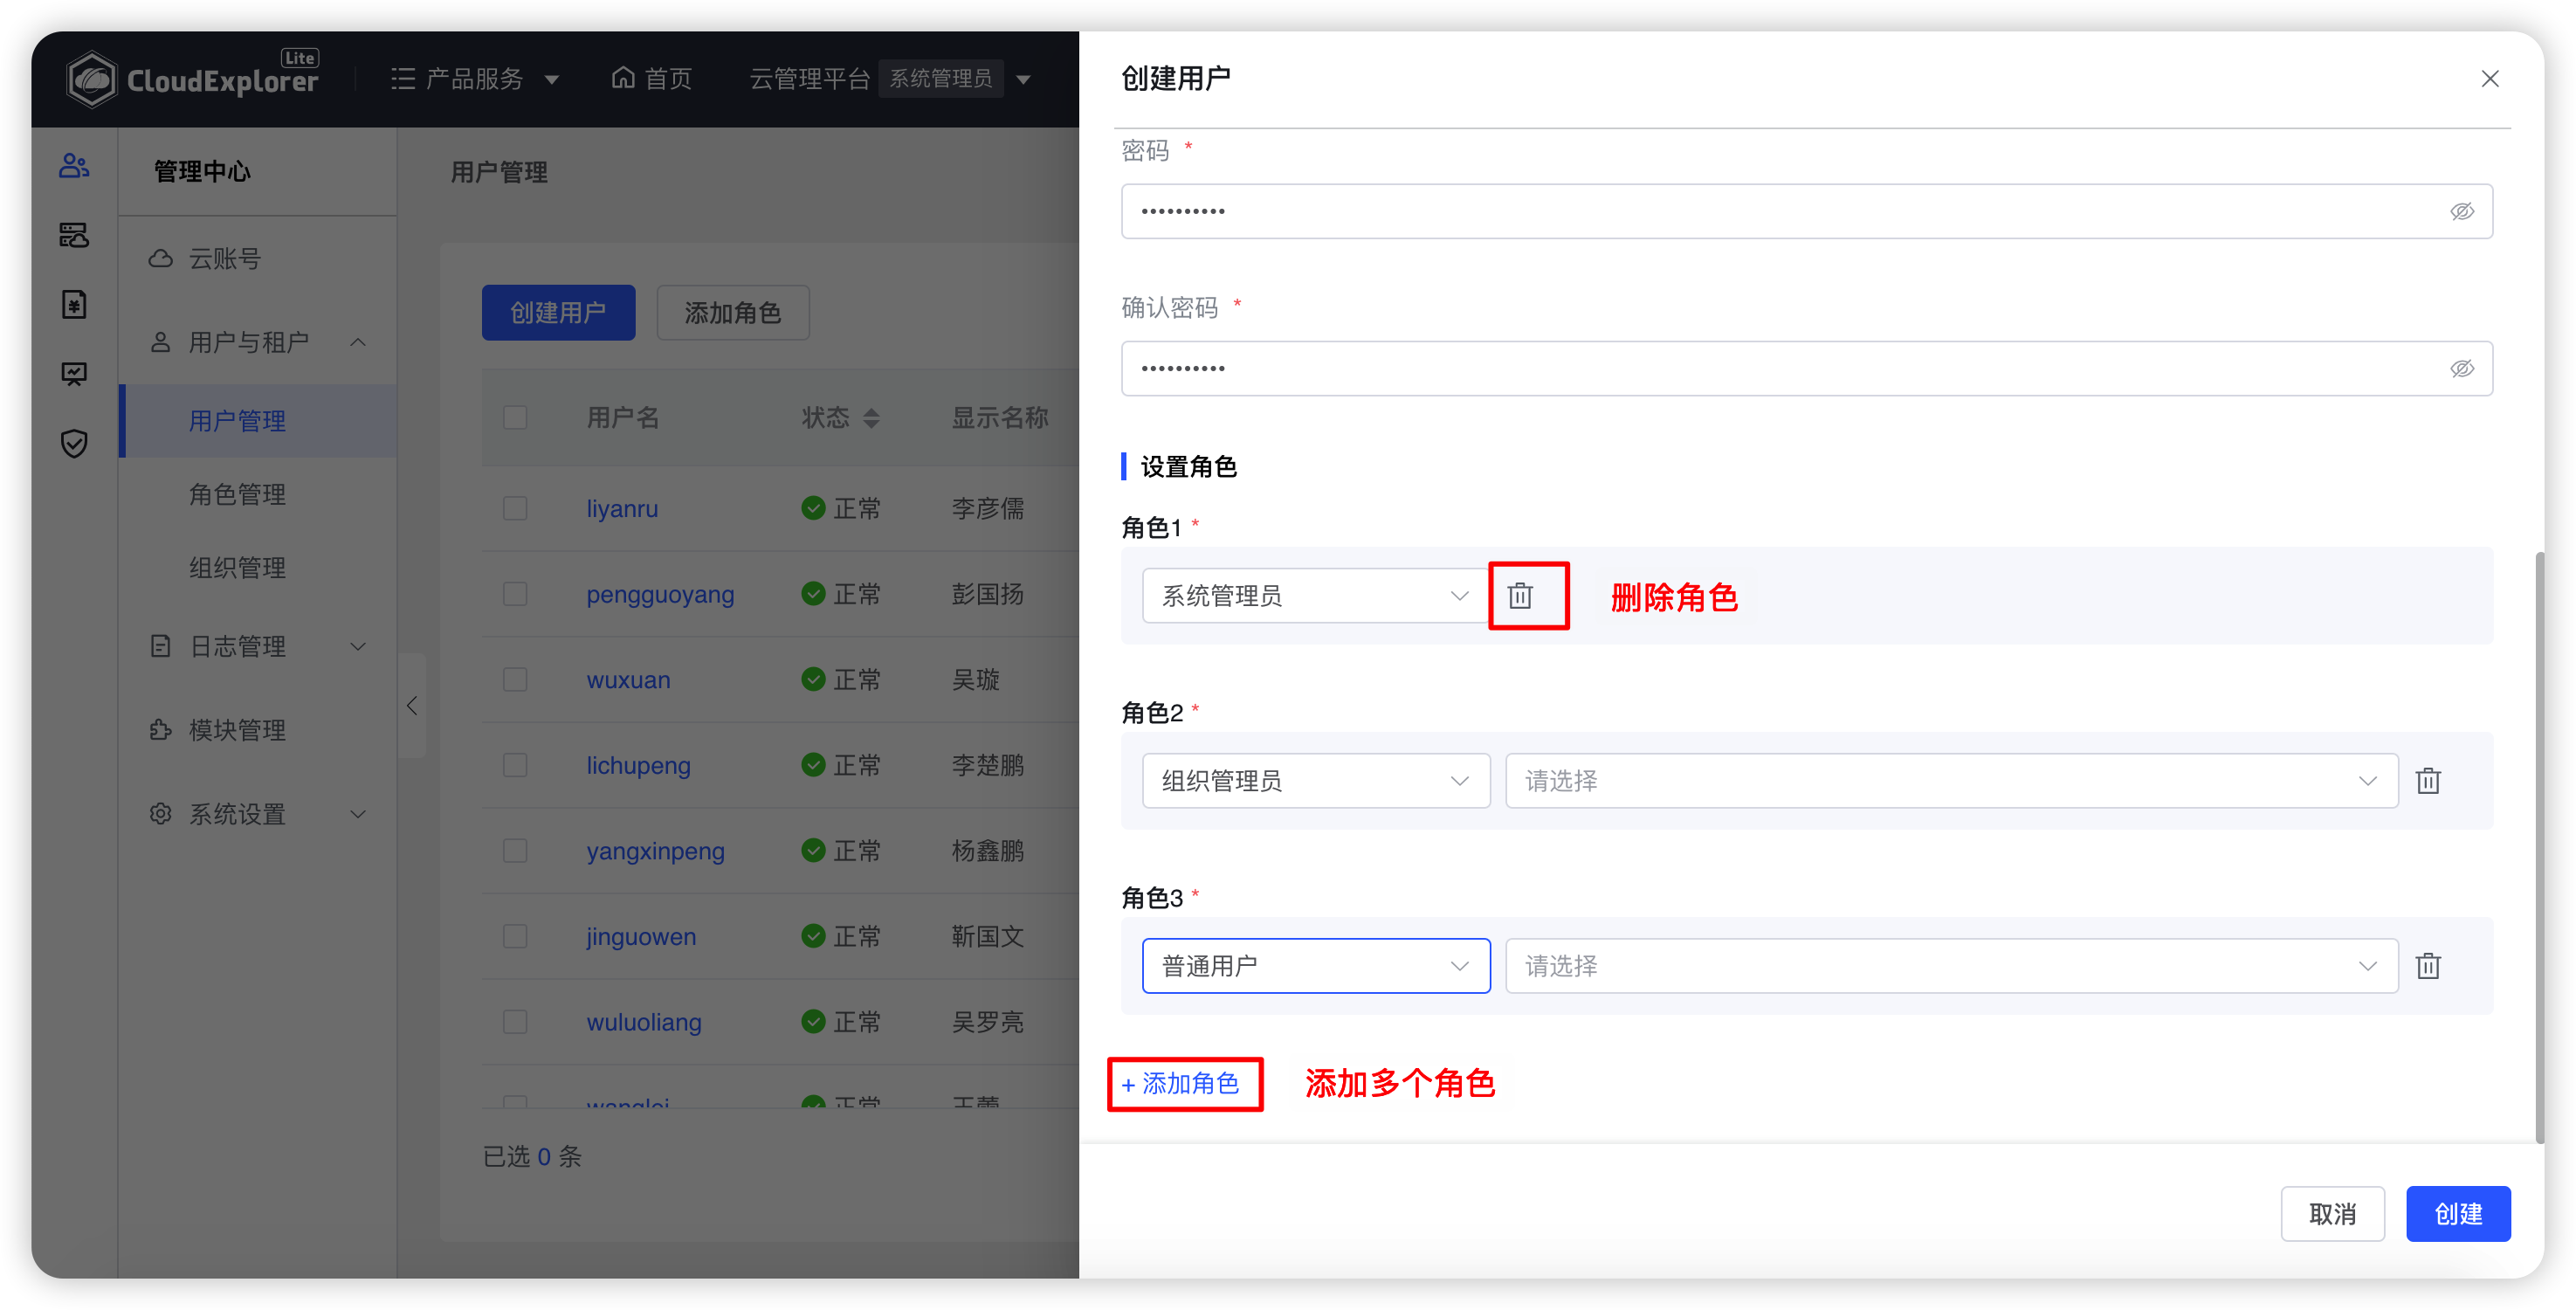 CloudExplorer Lite
产品服务
首页
云管理平台 系统管理员
管理中心
云账号
用户与租户
用户管理
角色管理
组织管理
日志管理
模块管理
系统设置
用户管理
创建用户 添加角色
用户名 状态 显示名称
liyanru 正常 李彦儒
pengguoyang 正常 彭国扬
wuxuan 正常 吴璇
lichupeng 正常 李楚鹏
yangxinpeng 正常 杨鑫鹏
jinguowen 正常 靳国文
wuluoliang 正常 吴罗亮
wanglei 正常 王蕾
已选 0 条
创建用户
密码 *
••••••••••
确认密码 *
••••••••••
设置角色
角色1 *
系统管理员 删除角色
角色2 *
组织管理员 请选择
角色3 *
普通用户 请选择
+ 添加角色 添加多个角色
取消 创建